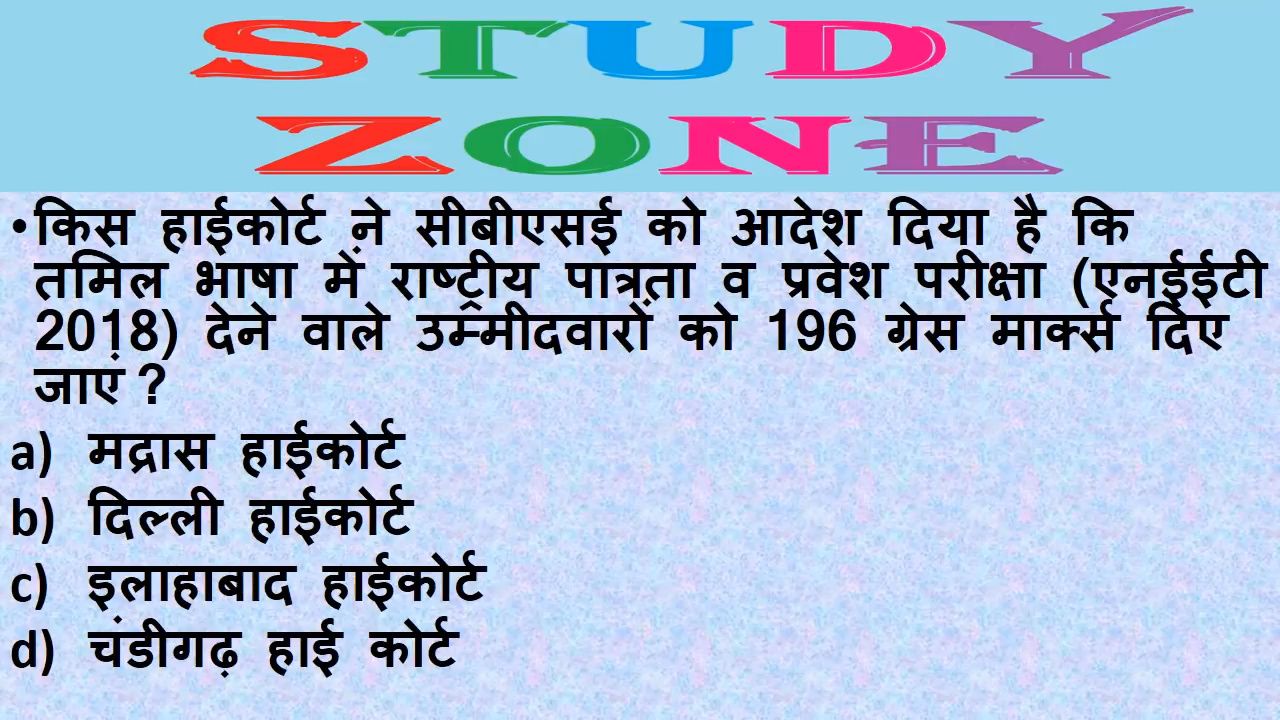 STUDY
ZONE
•किस हाईकोर्ट ने सीबीएसई को आदेश दिया है कि
तमिल भाषा में राष्ट्रीय पात्रता व प्रवेश परीक्षा (एनईईटी
2018) देने वाले उम्मीदवारों को 196 ग्रेस मार्क्स दिए
जाएं ?
a) मद्रास हाईकोर्ट
b) दिल्ली हाईकोर्ट
c) इलाहाबाद हाईकोर्ट
d) चंडीगढ़ हाई कोर्ट